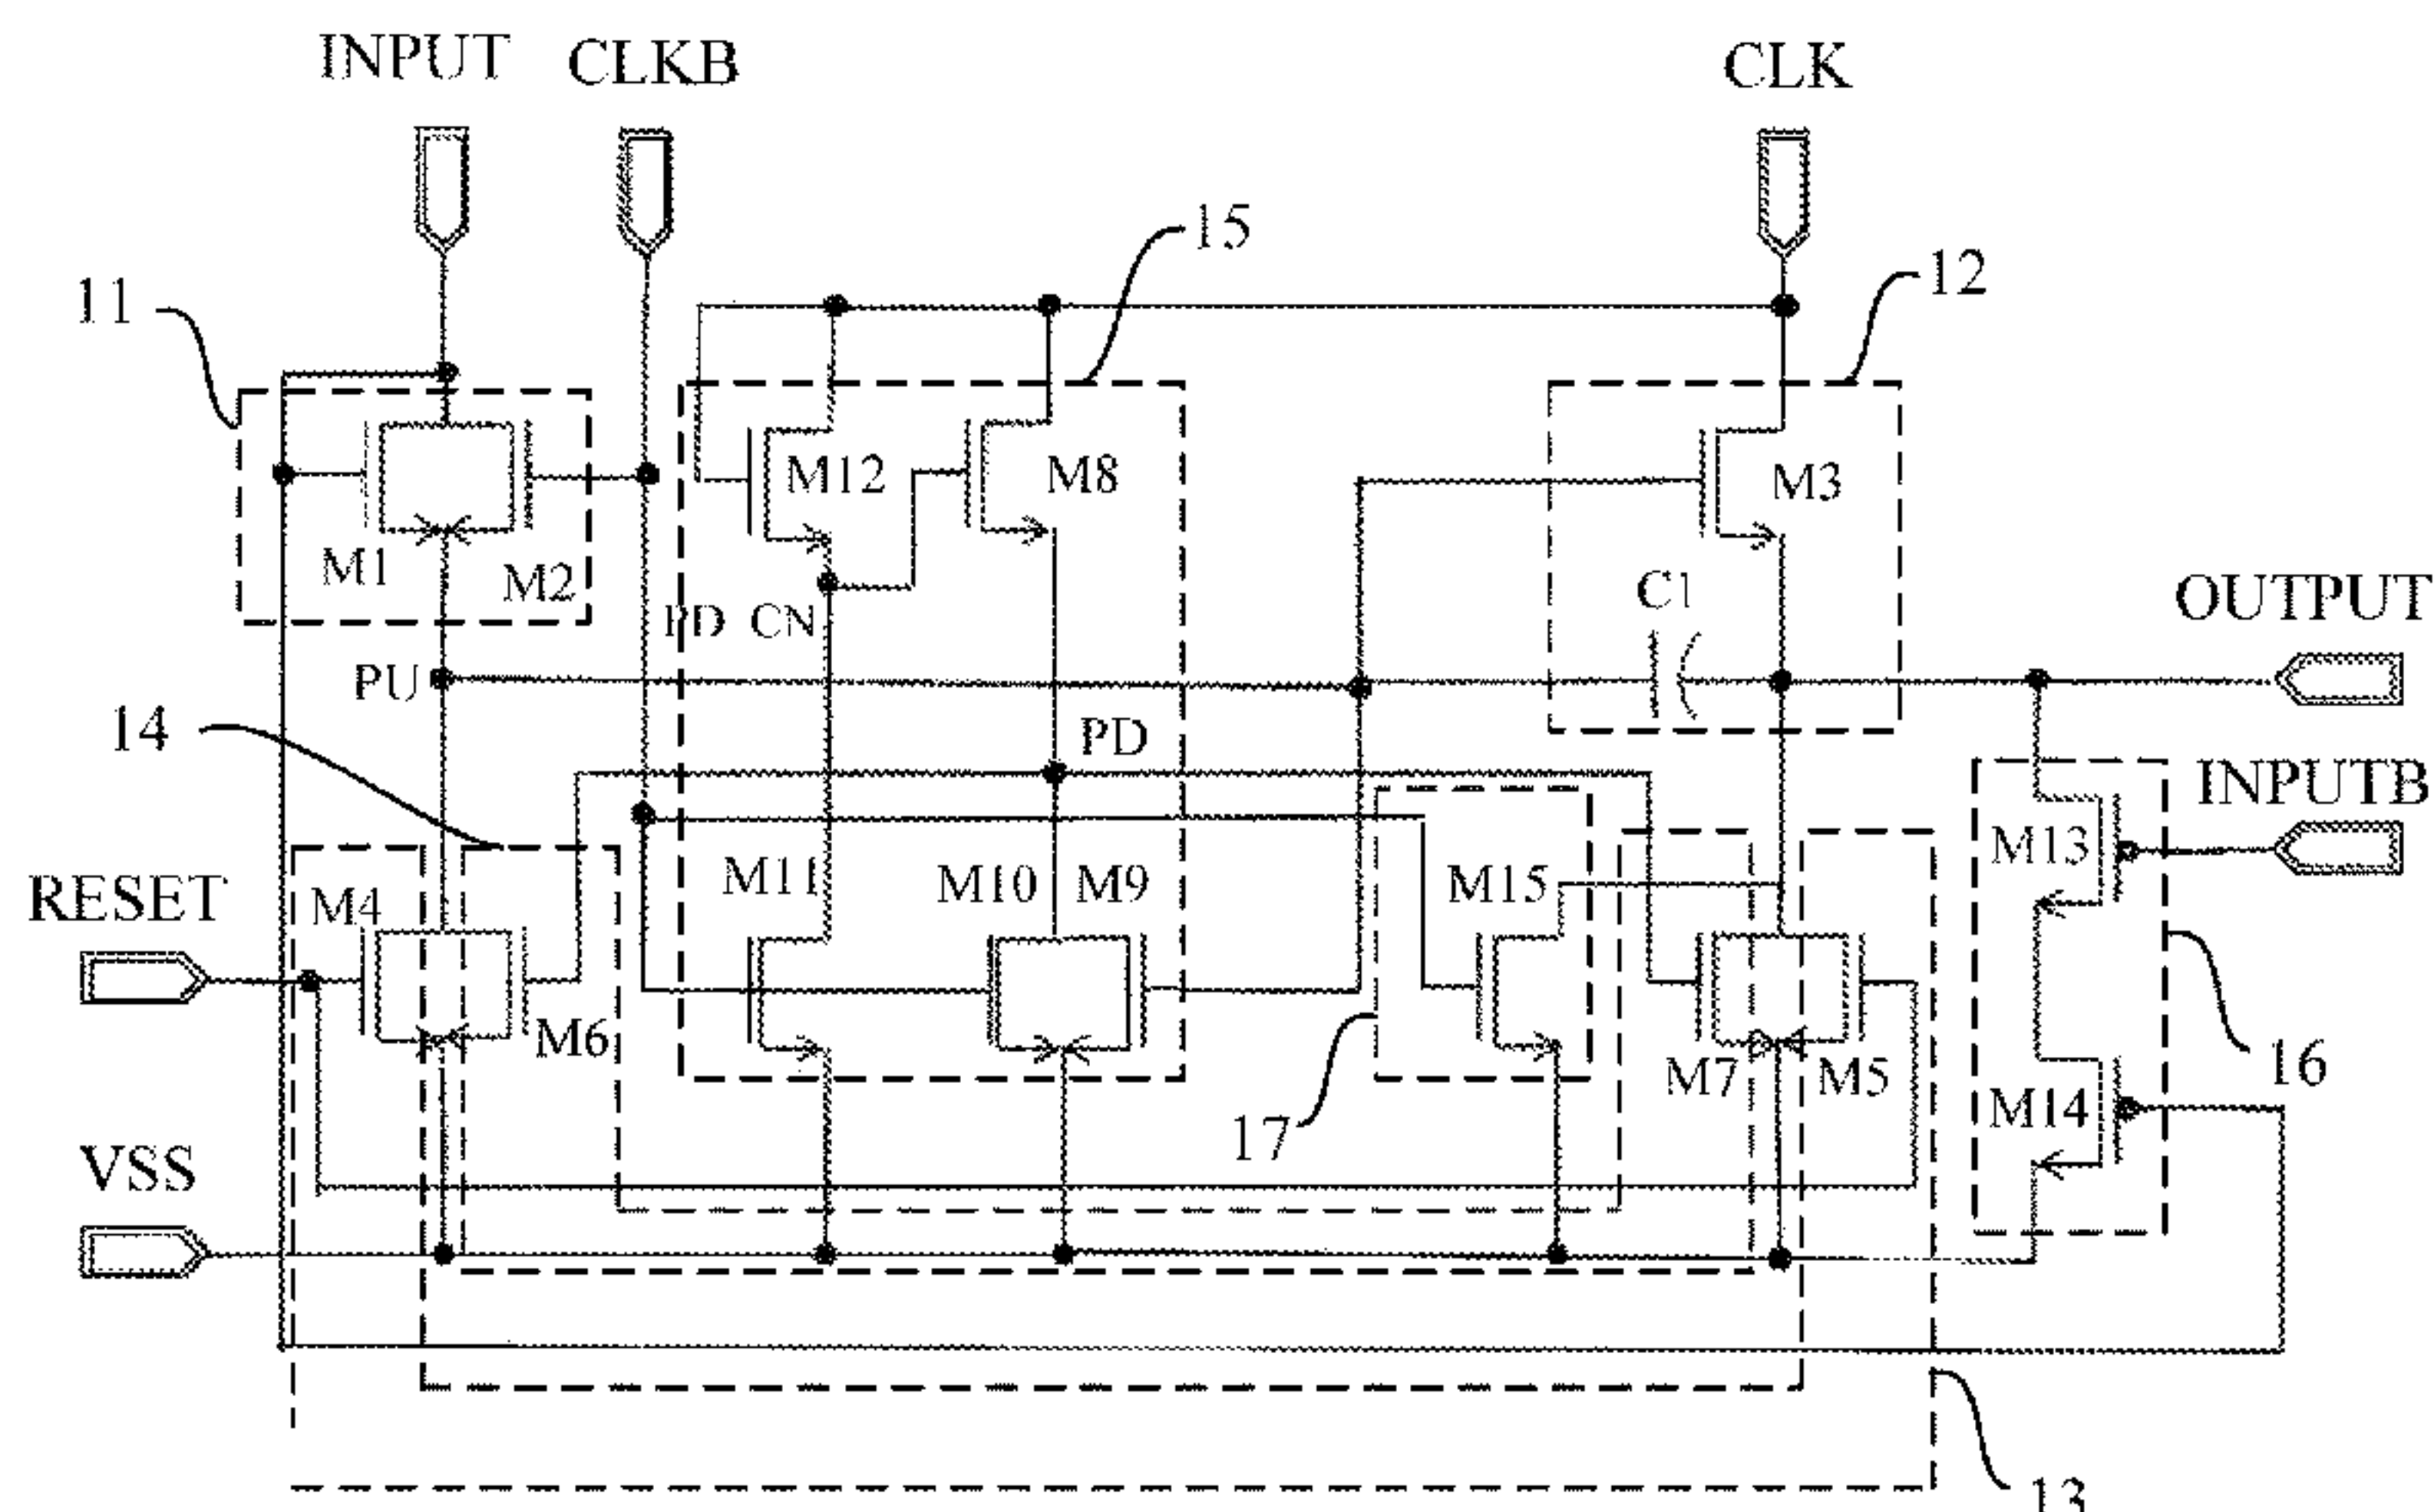 INPUT CLKB CLK
15
12
11
M12 M8 M3
M1 M2
C1
OUTPUT
PD CN
PU
14
PD
INPUTB
M13
M11 M10 M9 M15
RESET M4
M6
M7 M5
16
M14
17
VSS
13